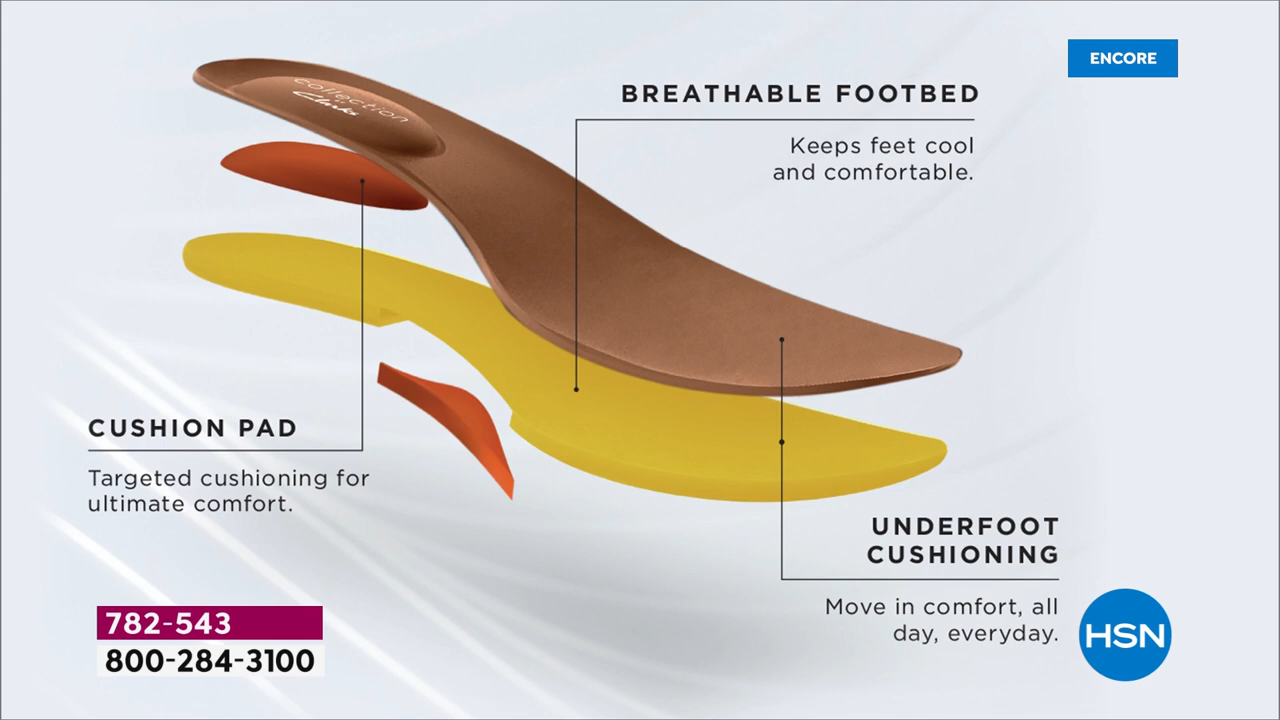 ENCORE
collection
by
Clarks
BREATHABLE FOOTBED
Keeps feet cool
and comfortable.
CUSHION PAD
Targeted cushioning for
ultimate comfort.
UNDERFOOT
CUSHIONING
Move in comfort, all
day, everyday.
782-543
800-284-3100
HSN